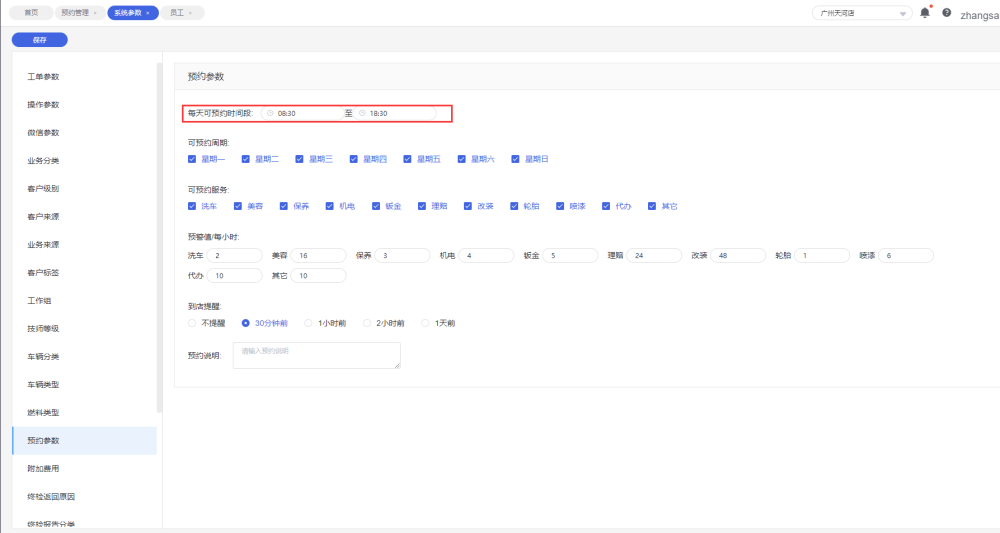 首页 预约管理 × 系统参数 × 员工 × 广州天河店 zhangsa
保存
工单参数
操作参数
微信参数
业务分类
客户级别
客户来源
业务来源
客户标签
工作组
技师等级
车辆分类
车辆类型
燃料类型
预约参数
附加费用
终检返回原因
终检报告分类
预约参数
每天可预约时间段: 08:30 至 18:30
可预约周期:
星期一 星期二 星期三 星期四 星期五 星期六 星期日
可预约服务:
洗车 美容 保养 机电 钣金 理赔 改装 轮胎 喷漆 代办 其它
预警值/每小时:
洗车 2 美容 16 保养 3 机电 4 钣金 5 理赔 24 改装 48 轮胎 1 喷漆 6
代办 10 其它 10
到店提醒:
不提醒 30分钟前 1小时前 2小时前 1天前
预约说明: 请输入预约说明